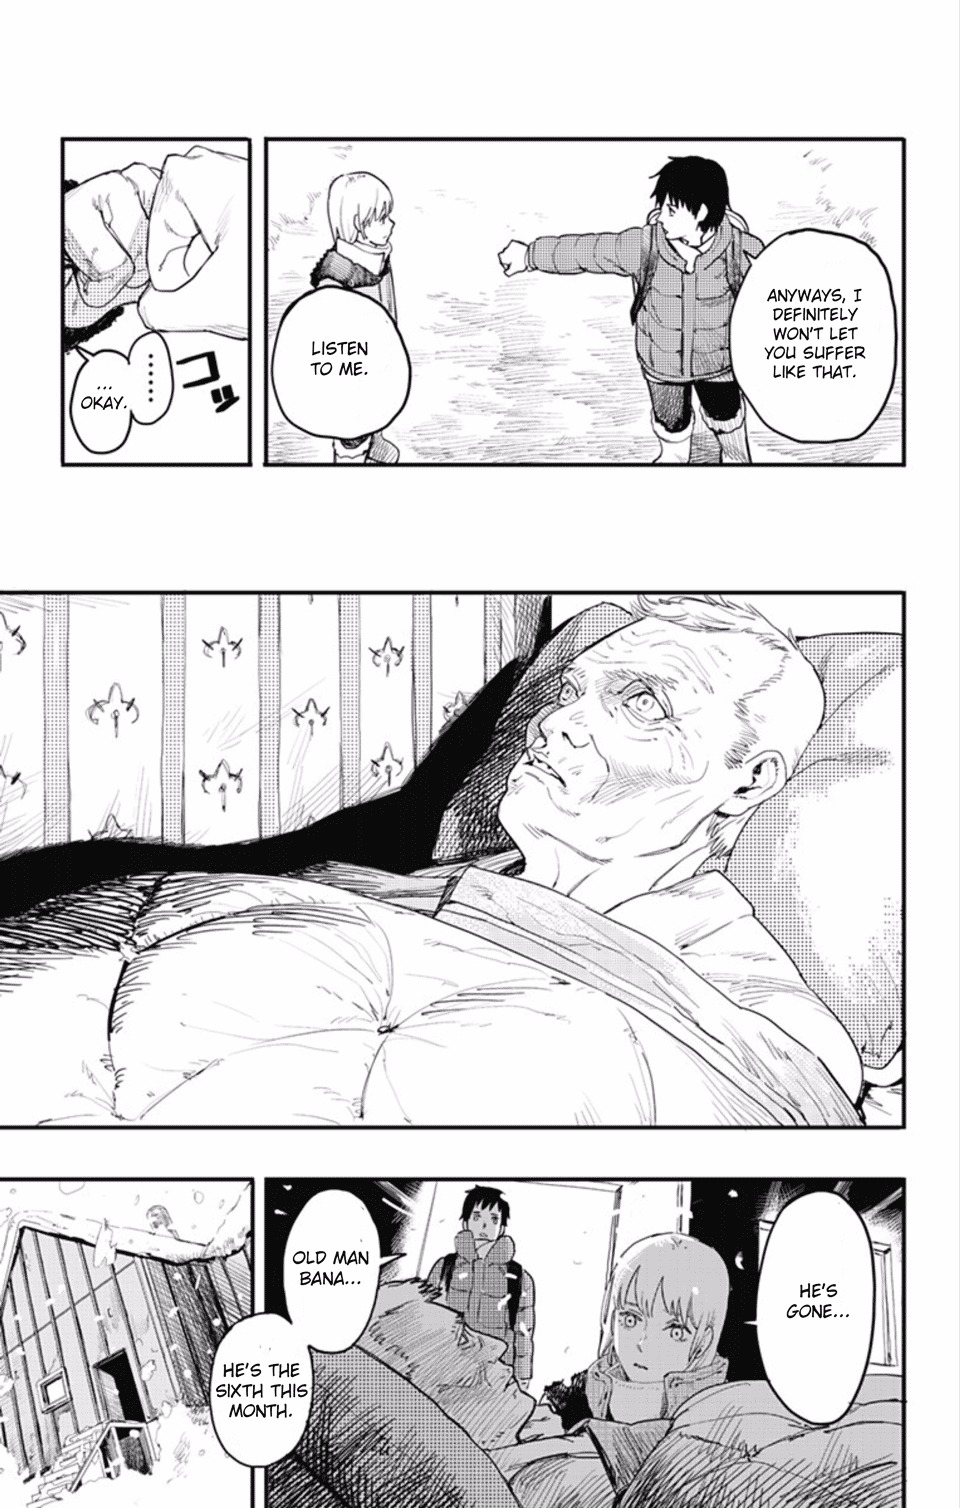 ANYWAYS, I
DEFINITELY
WON'T LET
YOU SUFFER
LIKE THAT.
LISTEN
TO ME.
コッ
......
...
OKAY.
HE'S
GONE...
OLD MAN
BANA...
HE'S THE
SIXTH THIS
MONTH.